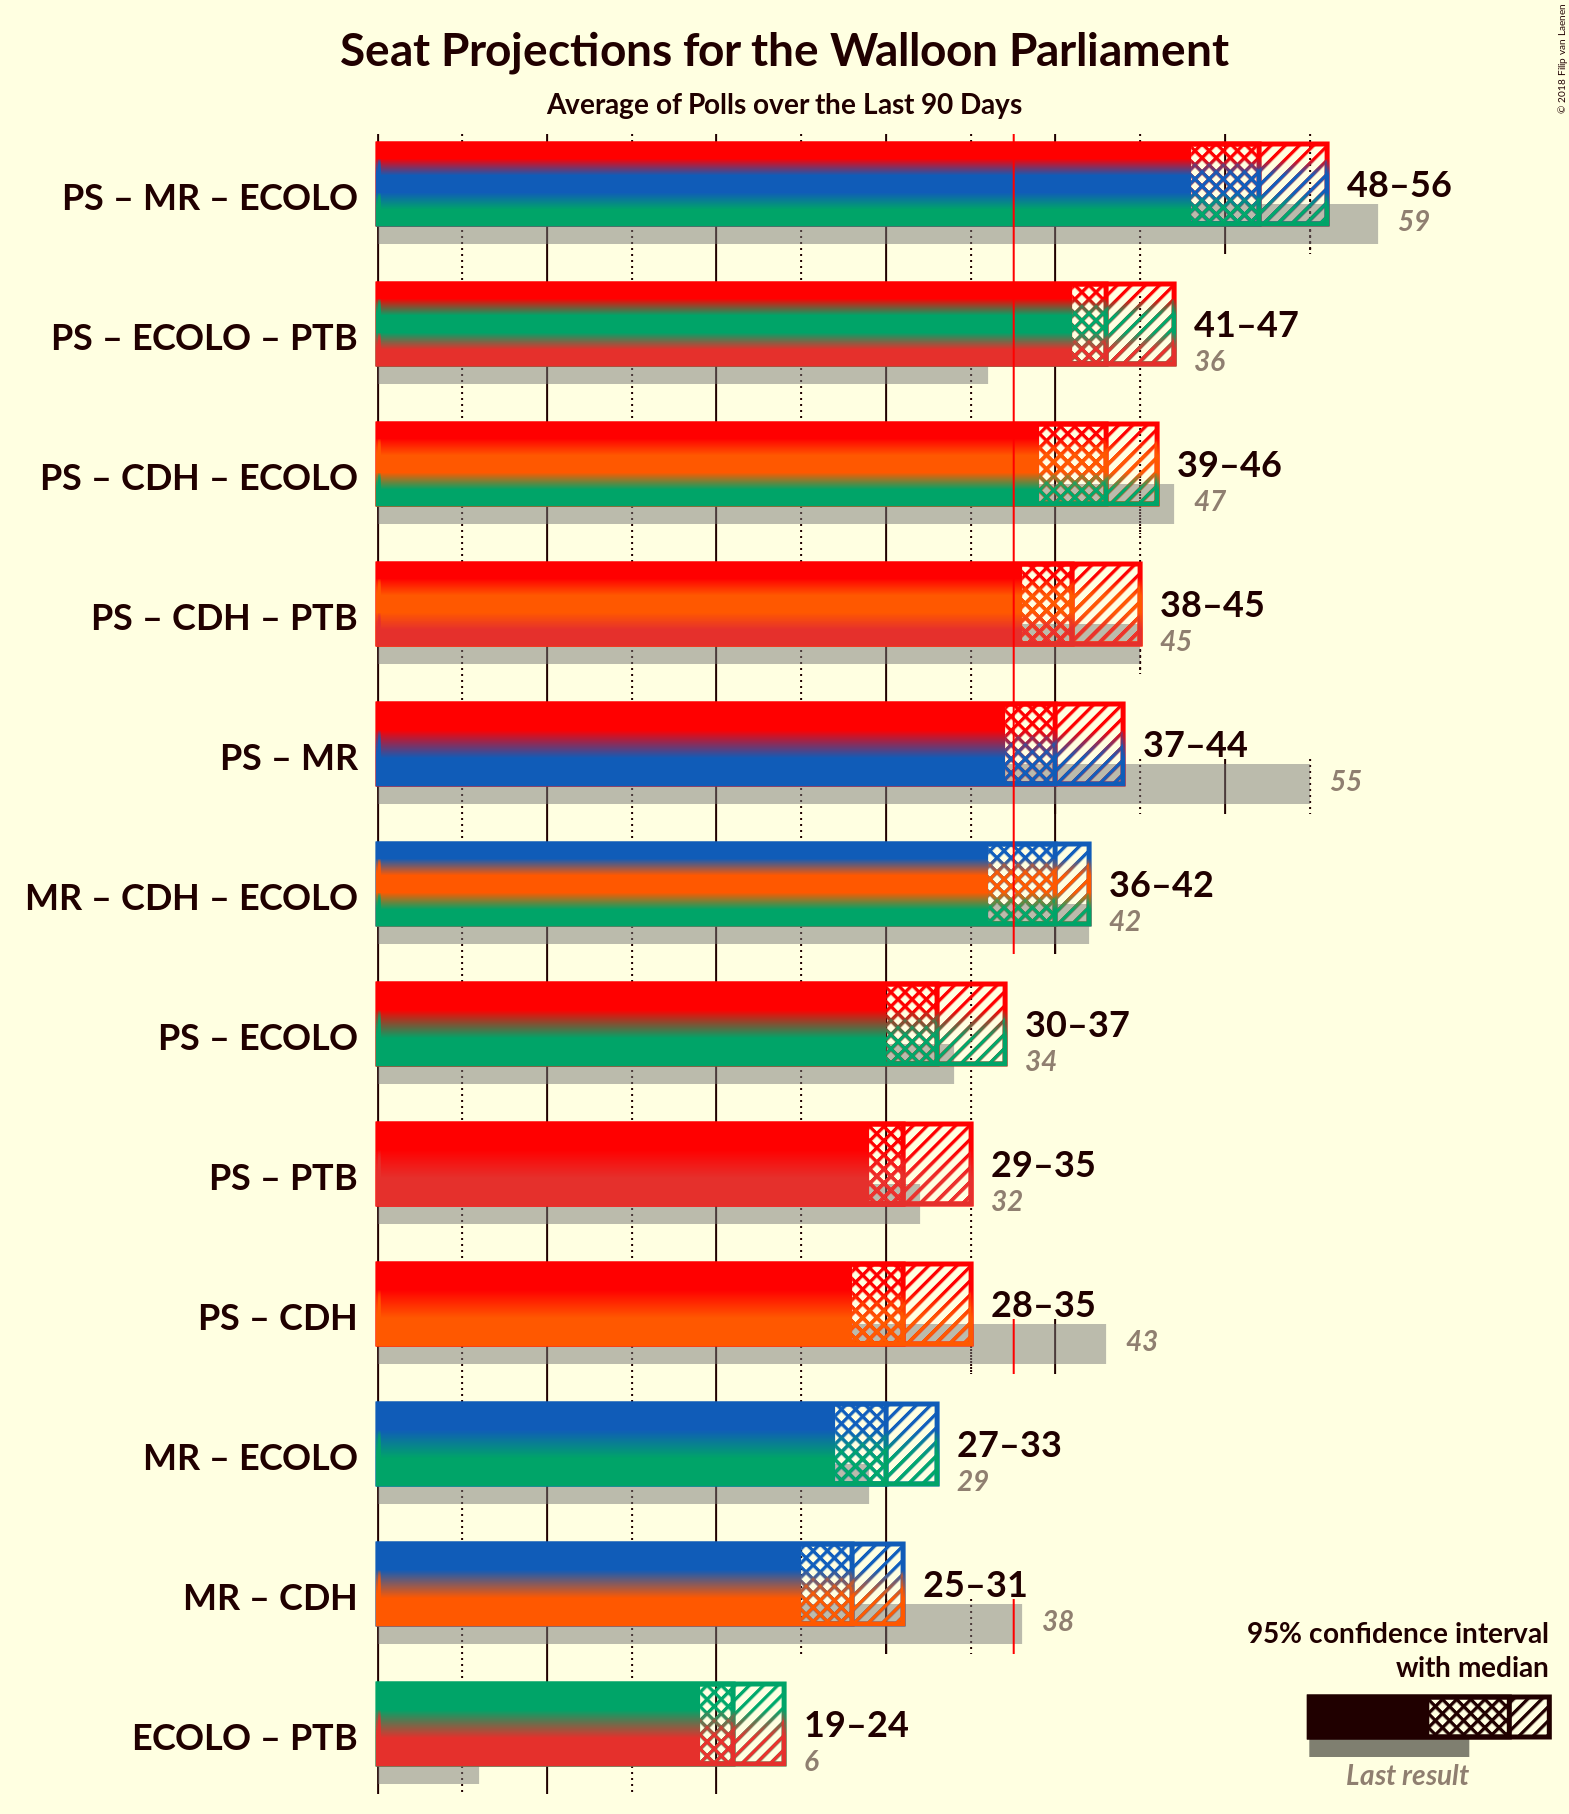 © 2018 Filip van Laenen
Seat Projections for the Walloon Parliament
Average of Polls over the Last 90 Days
PS – MR – ECOLO
48–56
59
PS – ECOLO – PTB
41–47
36
PS – CDH – ECOLO
39–46
47
PS – CDH – PTB
38–45
45
PS – MR
37–44
55
MR – CDH – ECOLO
36–42
42
PS – ECOLO
30–37
34
PS – PTB
29–35
32
PS – CDH
28–35
43
MR – ECOLO
27–33
29
MR – CDH
25–31
38
ECOLO – PTB
19–24
6
95% confidence interval
with median
Last result